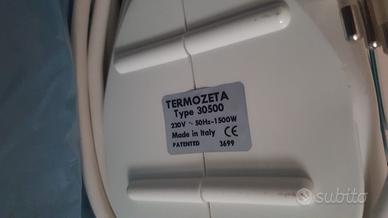 TERMOZETA
Type 30500
230V ~ 50Hz-1500W
Made in Italy CE
PATENTED 3699
subito